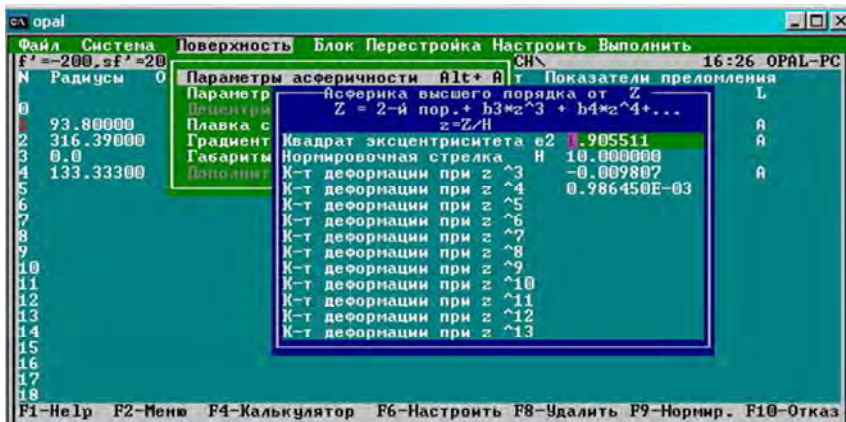 opal
Файл Система Поверхность Блок Перестройка Настроить Выполнить
f'=-200,sf'=20 CH\ 16:26 OPAL-PC
N Радиусы О Параметры асферичности Alt+ A т Показатели преломления
Параметр Асферика высшего порядка от Z L
0 Децентри Z = 2-й пор.+ b3*z^3 + b4*z^4+...
1 93.80000 Плавка с z=Z/H A
2 316.39000 Градиент Квадрат эксцентриситета e2 .905511 A
3 0.0 Габариты Нормировочная стрелка H 10.000000
4 133.33300 Дополнит К-т деформации при z ^3 -0.009807 A
5 К-т деформации при z ^4 0.986450E-03
6 К-т деформации при z ^5
7 К-т деформации при z ^6
8 К-т деформации при z ^7
9 К-т деформации при z ^8
10 К-т деформации при z ^9
11 К-т деформации при z ^10
12 К-т деформации при z ^11
13 К-т деформации при z ^12
14 К-т деформации при z ^13
15
16
17
18
F1-Help F2-Меню F4-Калькулятор F6-Настроить F8-Удалить F9-Нормир. F10-Отказ